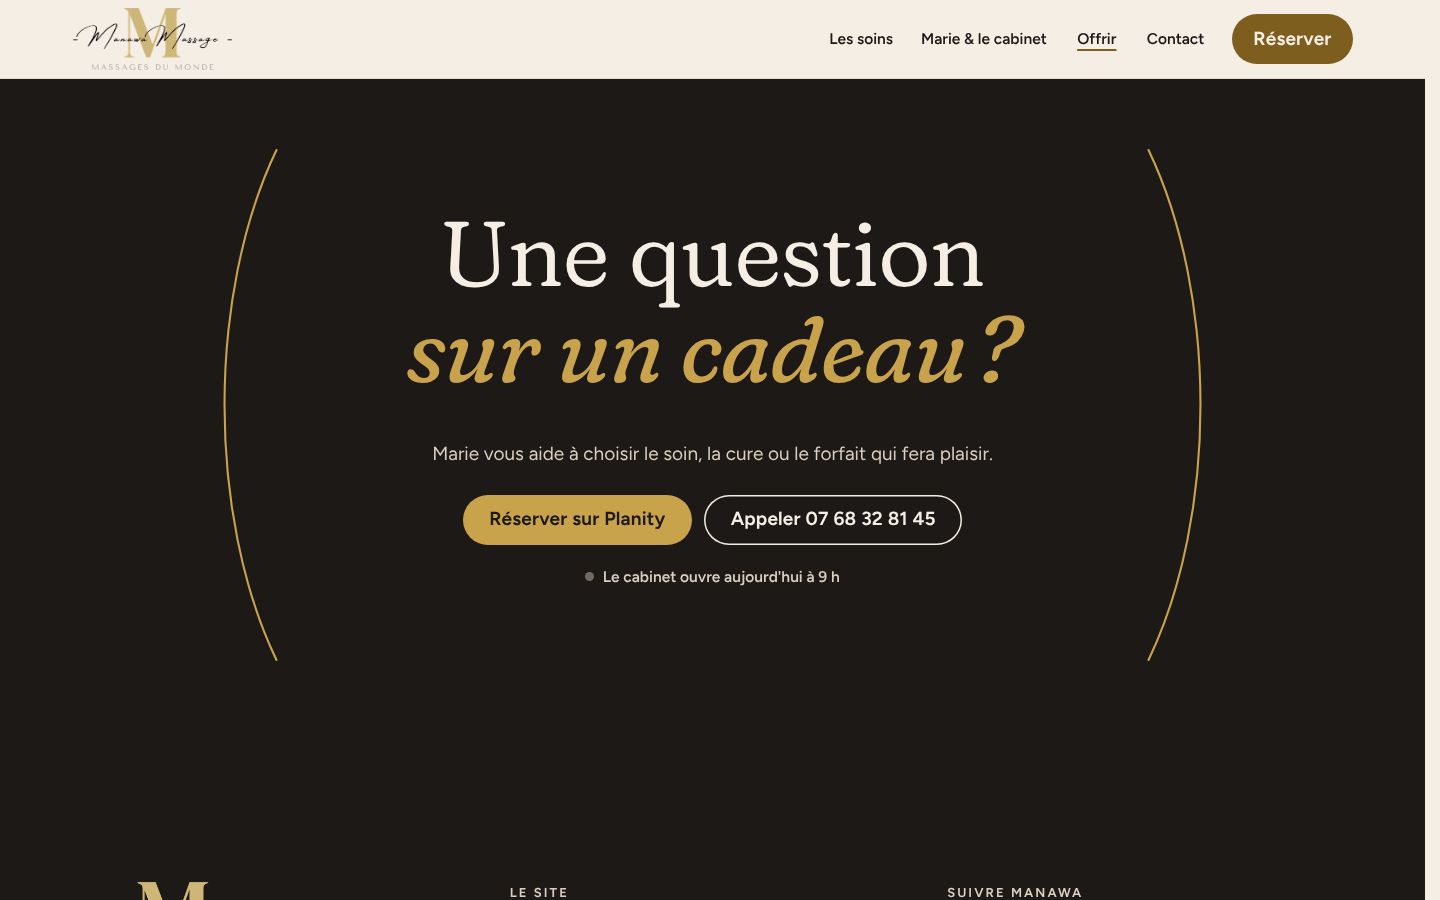 M
- Manawa Massage -
MASSAGES DU MONDE
Les soins
Marie & le cabinet
Offrir
Contact
Réserver
Une question
sur un cadeau ?
Marie vous aide à choisir le soin, la cure ou le forfait qui fera plaisir.
Réserver sur Planity
Appeler 07 68 32 81 45
Le cabinet ouvre aujourd'hui à 9 h
M
LE SITE
SUIVRE MANAWA